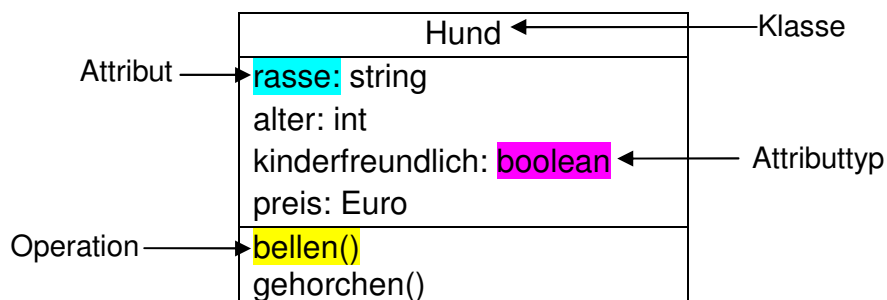 Hund
Klasse
Attribut
rasse: string
alter: int
kinderfreundlich: boolean
Attributtyp
preis: Euro
Operation
bellen()
gehorchen()